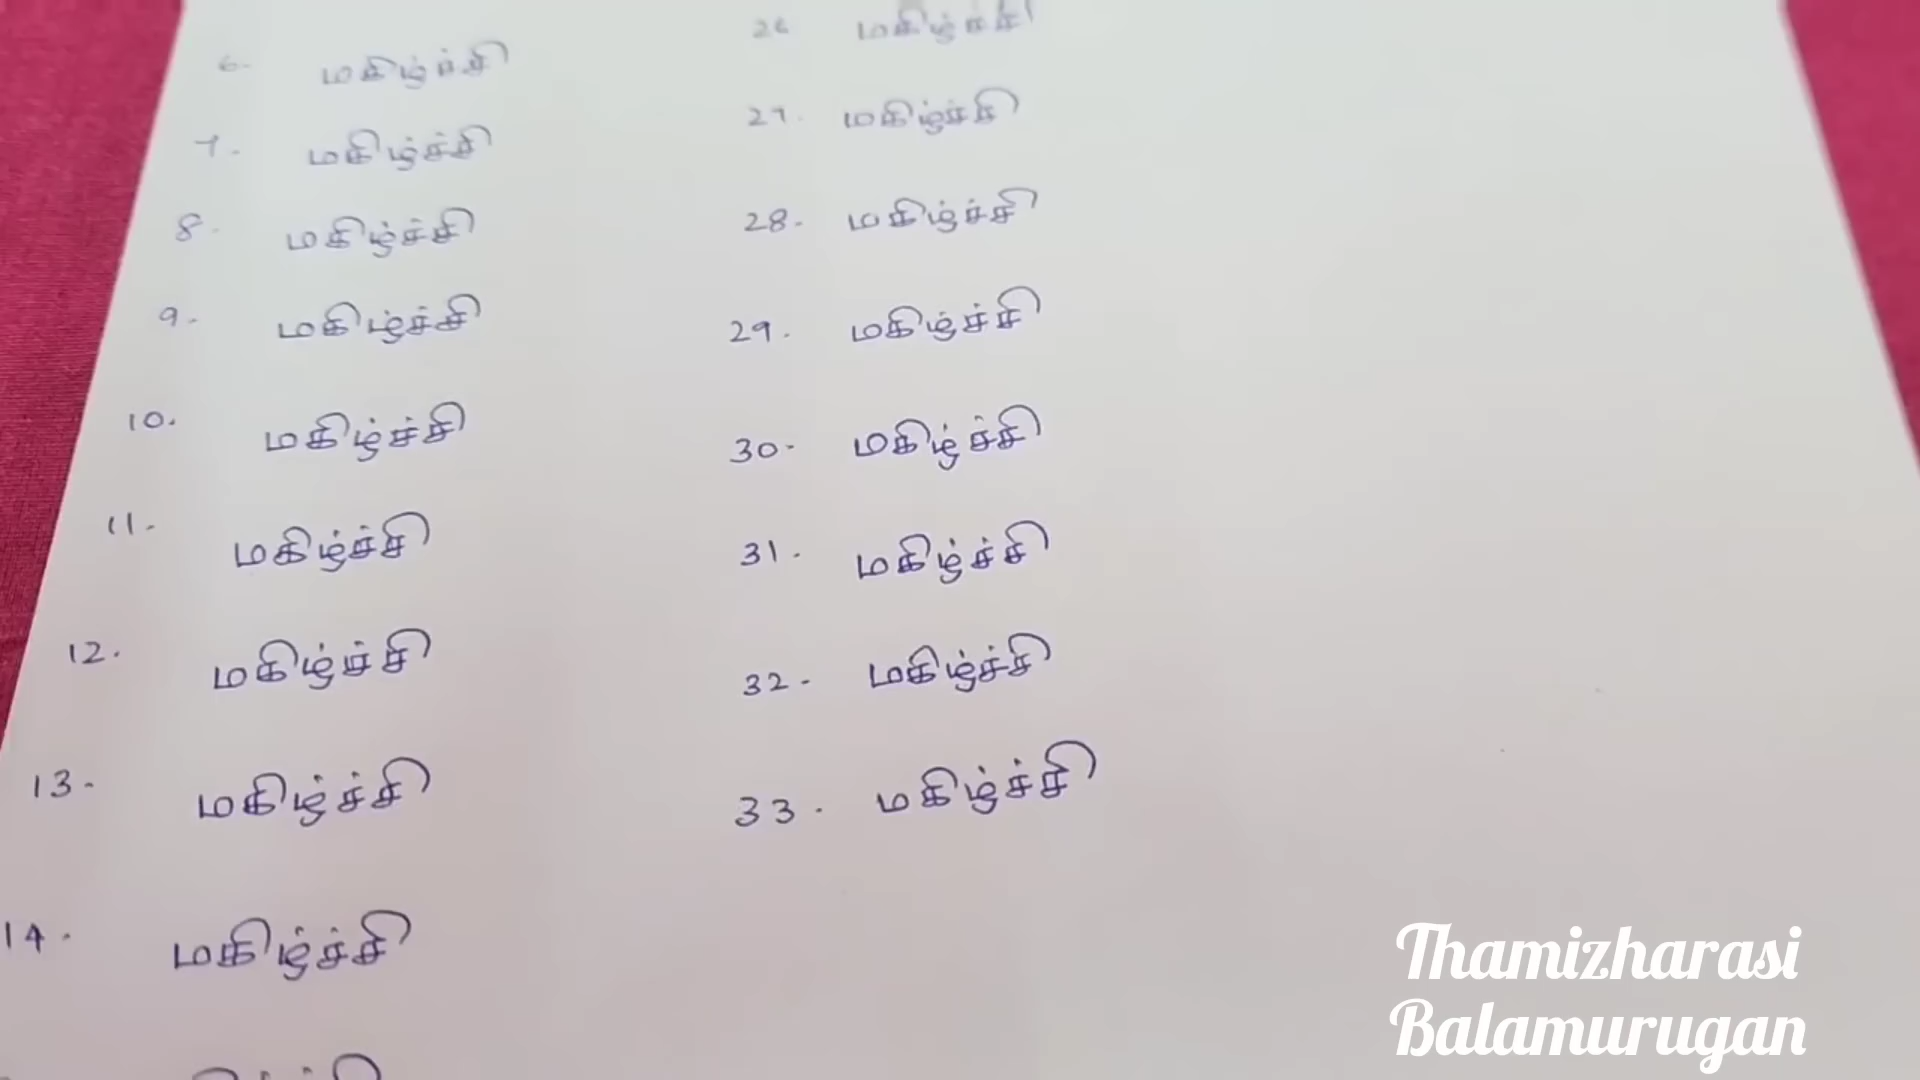 6. மகிழ்ச்சி
7. மகிழ்ச்சி
8. மகிழ்ச்சி
9. மகிழ்ச்சி
10. மகிழ்ச்சி
11. மகிழ்ச்சி
12. மகிழ்ச்சி
13. மகிழ்ச்சி
14. மகிழ்ச்சி
26 மகிழ்ச்சி
27. மகிழ்ச்சி
28. மகிழ்ச்சி
29. மகிழ்ச்சி
30. மகிழ்ச்சி
31. மகிழ்ச்சி
32. மகிழ்ச்சி
33. மகிழ்ச்சி
Thamizharasi
Balamurugan